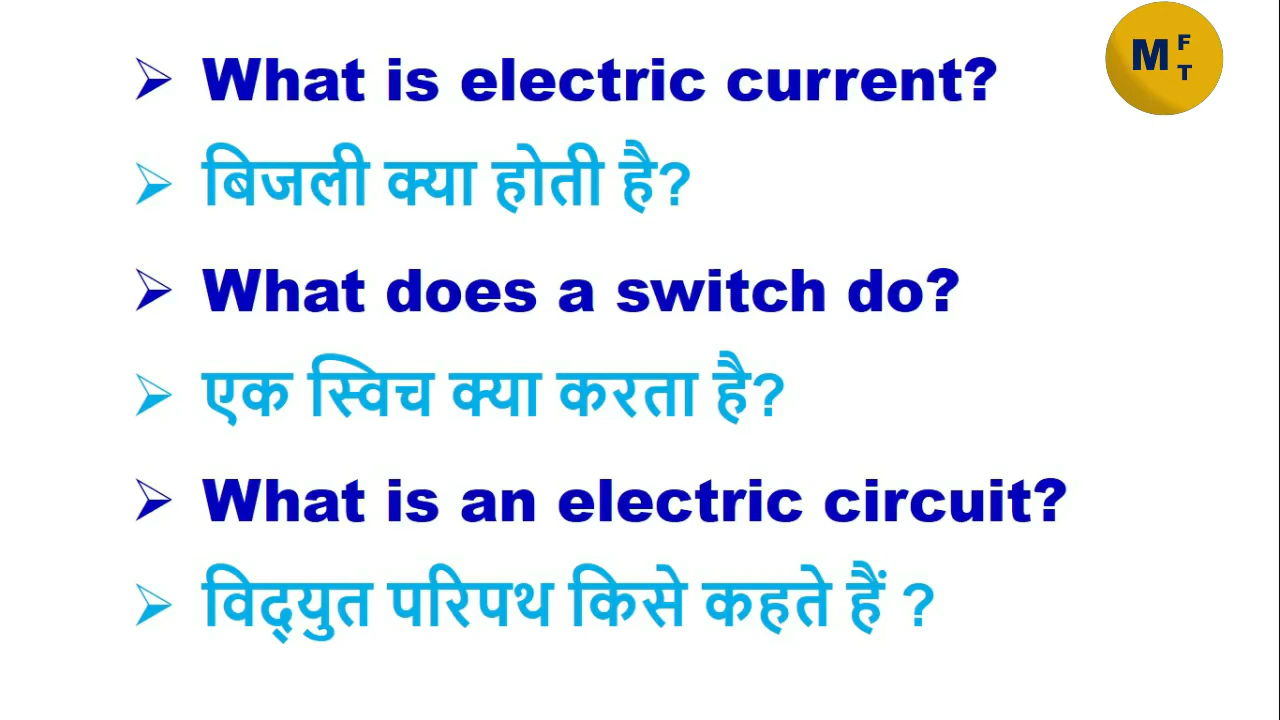 What is electric current?
बिजली क्या होती है?
What does a switch do?
एक स्विच क्या करता है?
What is an electric circuit?
विद्‌युत परिपथ किसे कहते हैं ?
M F T